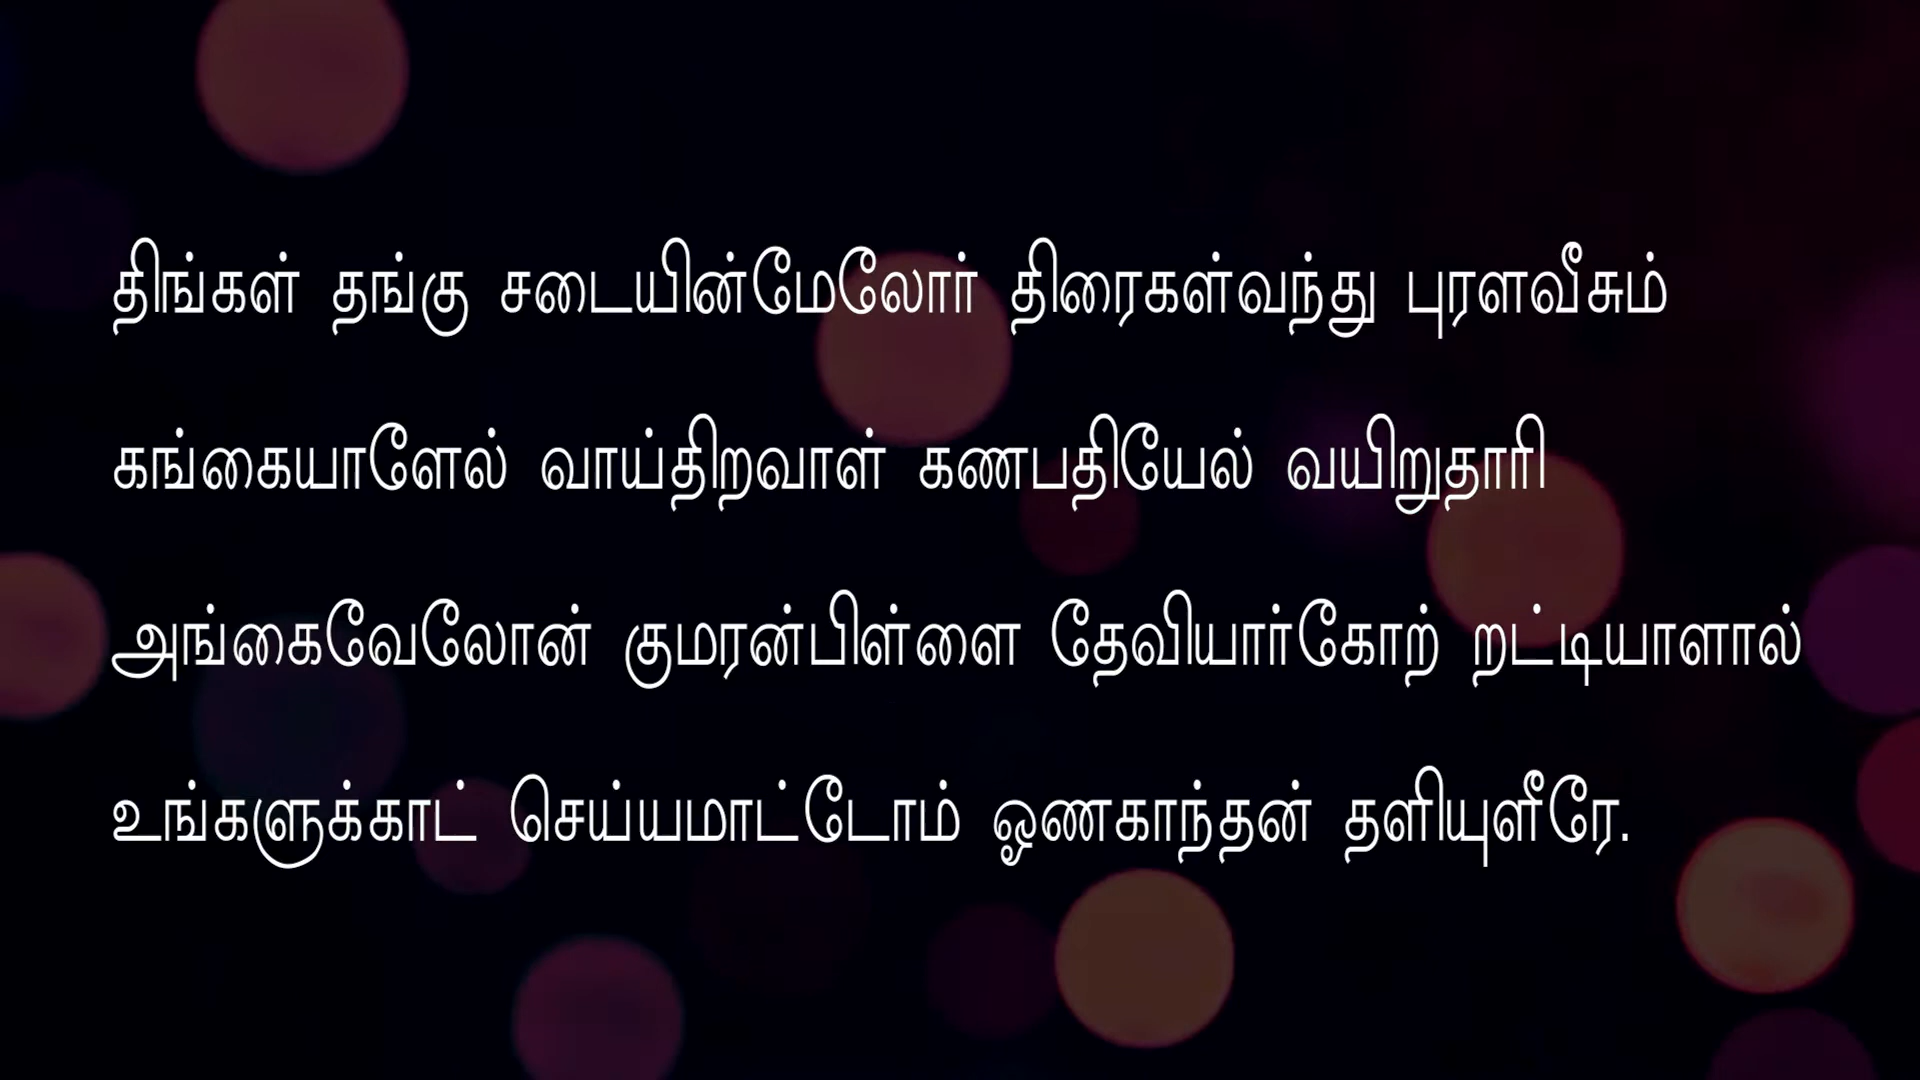 திங்கள் தங்கு சடையின்மேலோர் திரைகள்வந்து புரளவீசும்
கங்கையாளேல் வாய்திறவாள் கணபதியேல் வயிறுதாரி
அங்கைவேலோன் குமரன்பிள்ளை தேவியார்கோற் றட்டியாளால்
உங்களுக்காட் செய்யமாட்டோம் ஓணகாந்தன் தளியுளீரே.